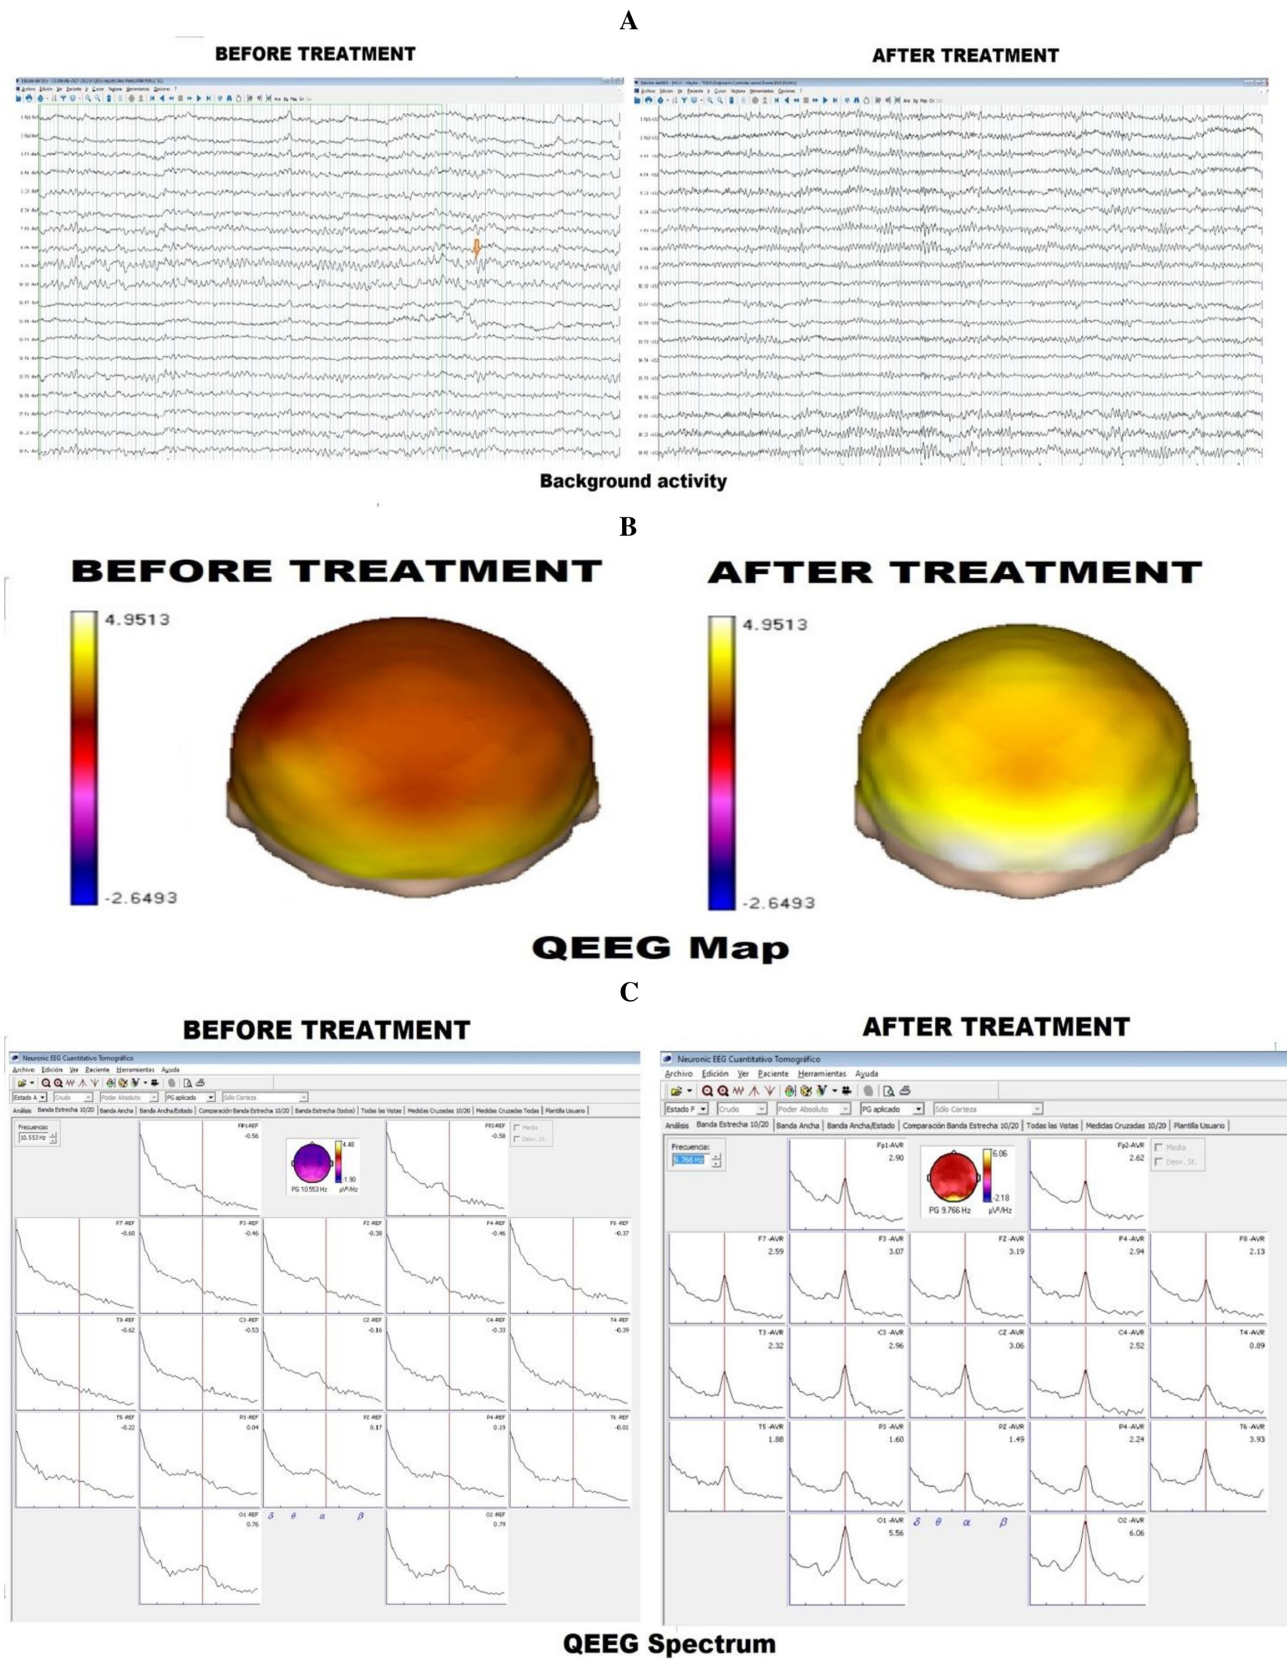 A
BEFORE TREATMENT
AFTER TREATMENT
Background activity
B
BEFORE TREATMENT
AFTER TREATMENT
4.9513
-2.6493
4.9513
-2.6493
QEEG Map
C
BEFORE TREATMENT
AFTER TREATMENT
Neuronic EEG Cuantitativo Tomográfico
Archivo Edición Ver Paciente Herramientas Ayuda
Estado A Crudo Poder Absoluto PG aplicado Sólo Corteza
Análisis Banda Estrecha 10/20 Banda Ancha Banda Ancha/Estado Comparación Banda Estrecha 10/20 Banda Estrecha (todos) Todas las Vistas Medidas Cruzadas 10/20 Medidas Cruzadas Todas Plantilla Usuario
Frecuencia:
10.553 Hz
FP1-REF
-0.56
4.48
-1.90
PG 10.553 Hz µV²/Hz
FP2-REF
-0.58
Media
Desv. St.
F7-REF
-0.60
F3-REF
-0.46
FZ-REF
-0.38
F4-REF
-0.46
F8-REF
-0.37
T3-REF
-0.62
C3-REF
-0.53
CZ-REF
-0.16
C4-REF
-0.33
T4-REF
-0.39
T5-REF
-0.22
P3-REF
0.04
PZ-REF
0.17
P4-REF
0.19
T6-REF
-0.01
O1-REF
0.76
δ θ α β
O2-REF
0.79
Neuronic EEG Cuantitativo Tomográfico
Archivo Edición Ver Paciente Herramientas Ayuda
Estado F Crudo Poder Absoluto PG aplicado Sólo Corteza
Análisis Banda Estrecha 10/20 Banda Ancha Banda Ancha/Estado Comparación Banda Estrecha 10/20 Todas las Vistas Medidas Cruzadas 10/20 Plantilla Usuario
Frecuencia:
9.766 Hz
Fp1-AVR
2.90
6.06
-2.18
PG 9.766 Hz µV²/Hz
Fp2-AVR
2.62
Media
Desv. St.
F7-AVR
2.59
F3-AVR
3.07
FZ-AVR
3.19
F4-AVR
2.94
F8-AVR
2.13
T3-AVR
2.32
C3-AVR
2.96
CZ-AVR
3.06
C4-AVR
2.52
T4-AVR
0.89
T5-AVR
1.88
P3-AVR
1.60
PZ-AVR
1.49
P4-AVR
2.24
T6-AVR
3.93
O1-AVR
5.56
δ θ α β
O2-AVR
6.06
QEEG Spectrum